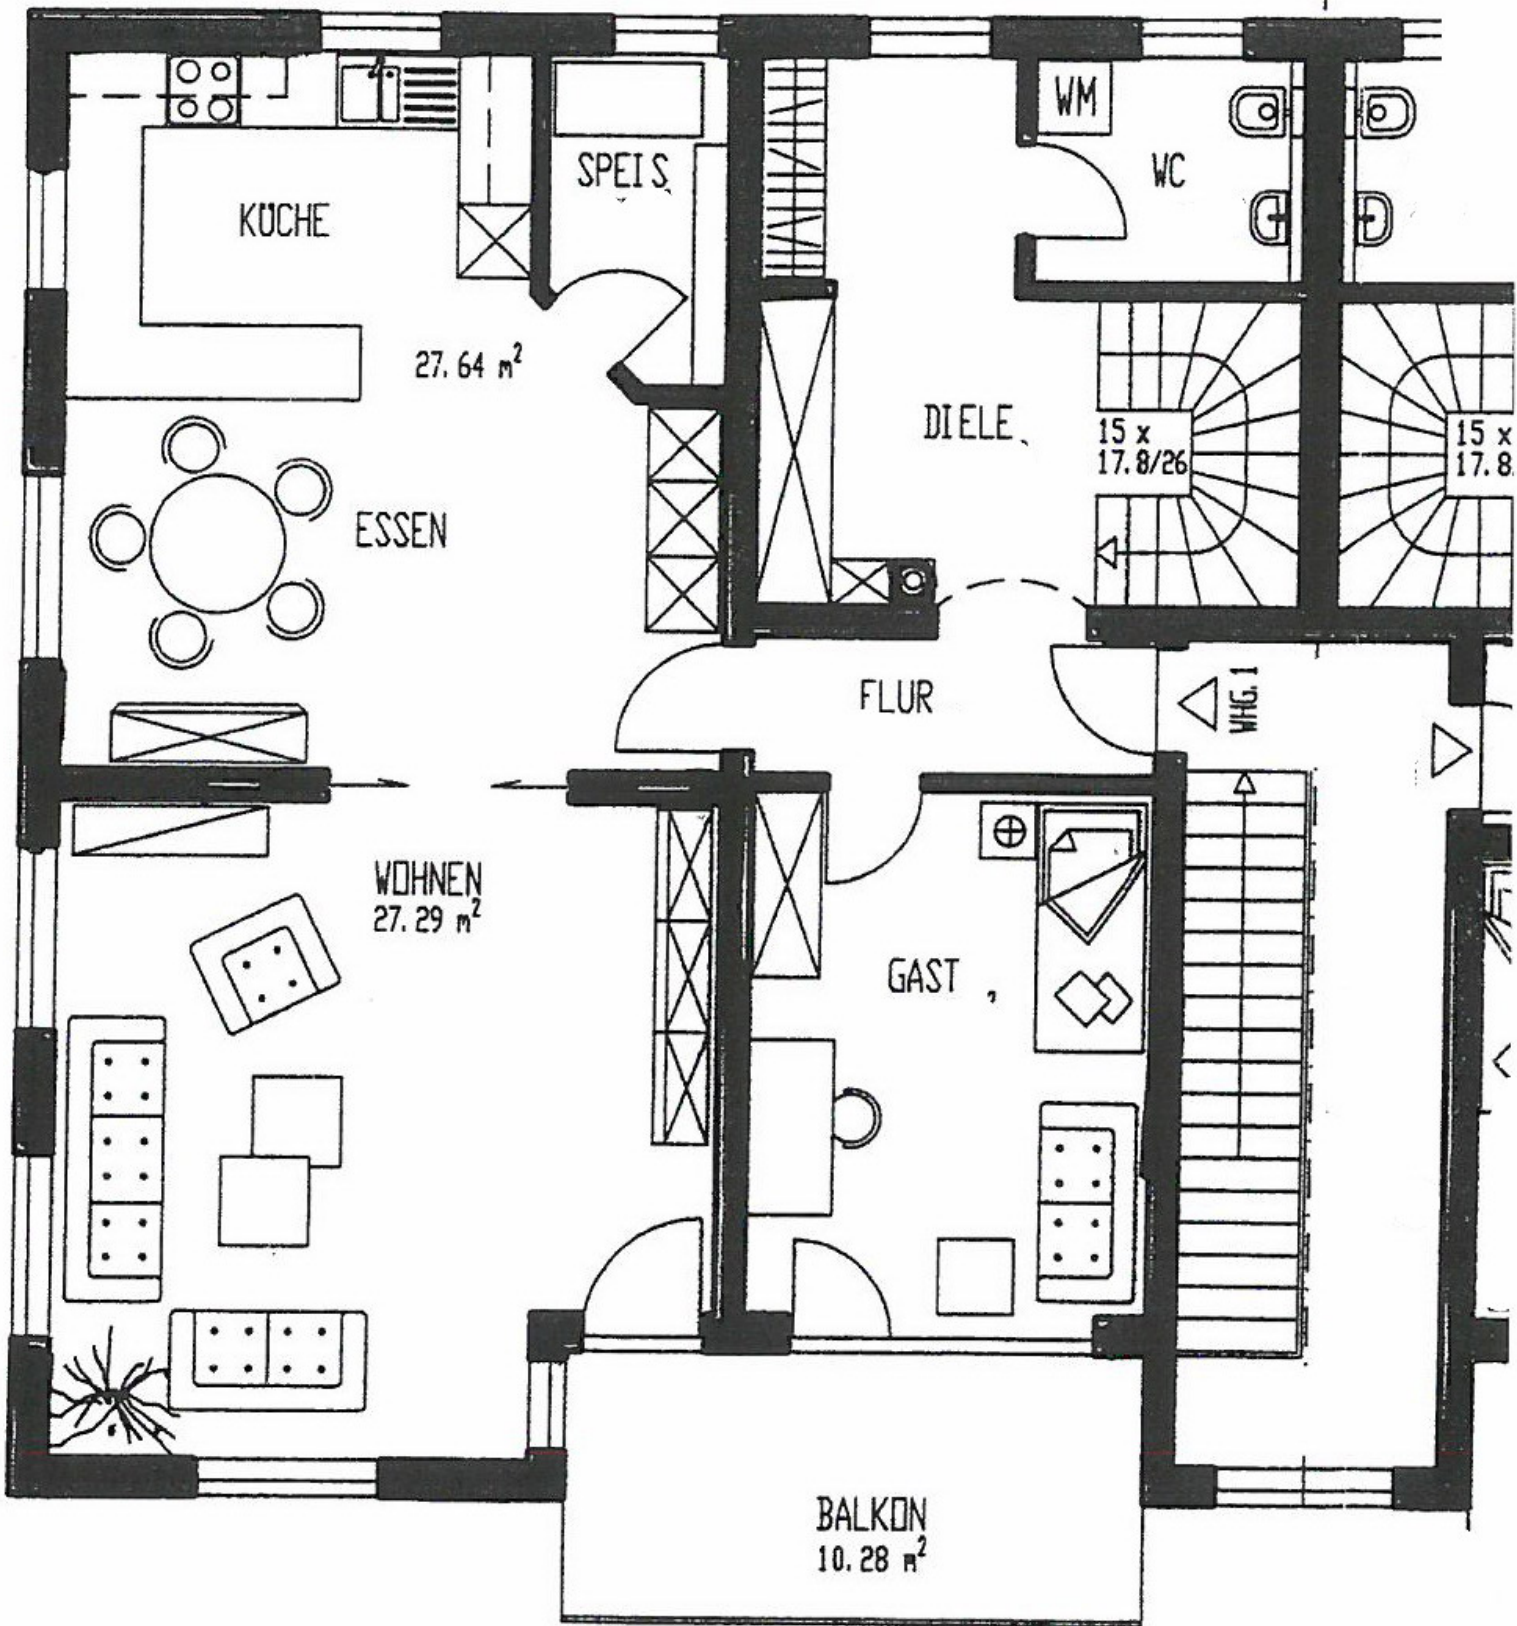 WM
WC
SPEIS
KÜCHE
27.64 m²
DIELE
15 x
17.8/26
15 x
17.8
ESSEN
FLUR
WHG.1
WOHNEN
27.29 m²
GAST
BALKON
10.28 m²